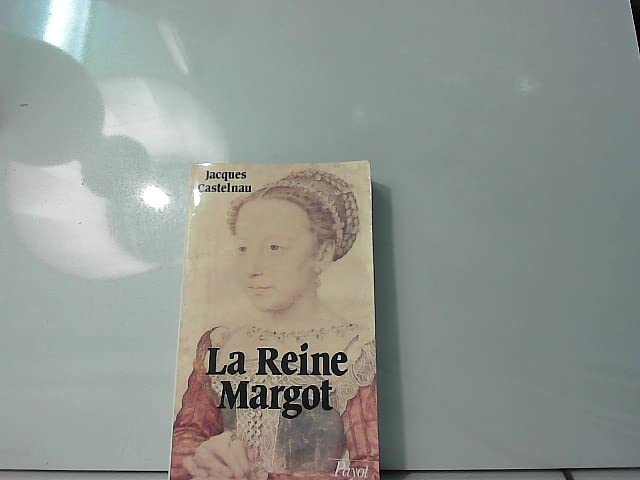 Jacques
Castelnau
La Reine
Margot
Payot